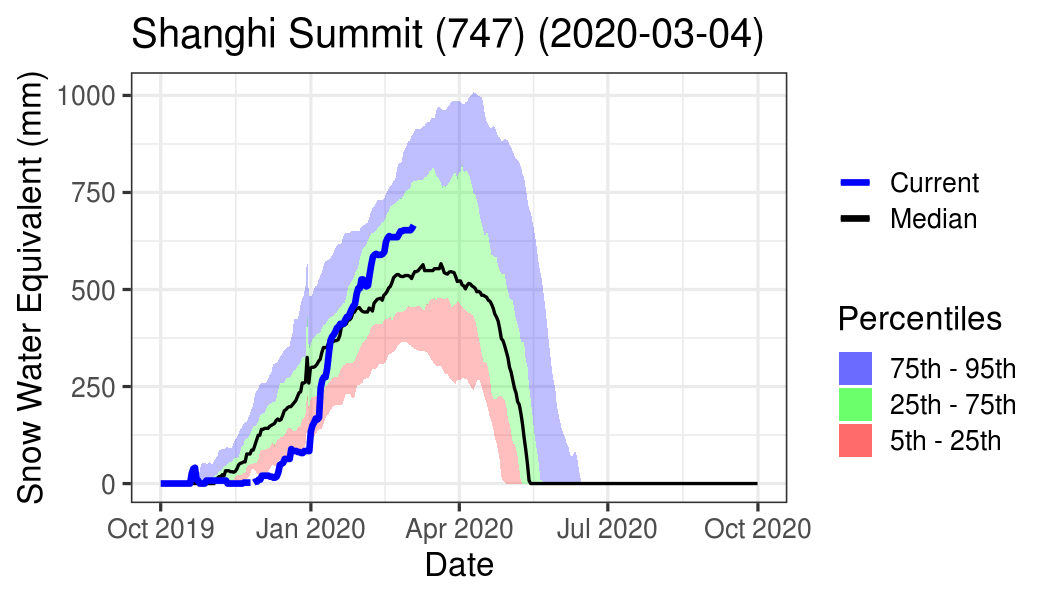 Shanghi Summit (747) (2020-03-04)
Snow Water Equivalent (mm)
1000
750
500
250
0
Oct 2019
Jan 2020
Apr 2020
Jul 2020
Oct 2020
Date
Current
Median
Percentiles
75th - 95th
25th - 75th
5th - 25th